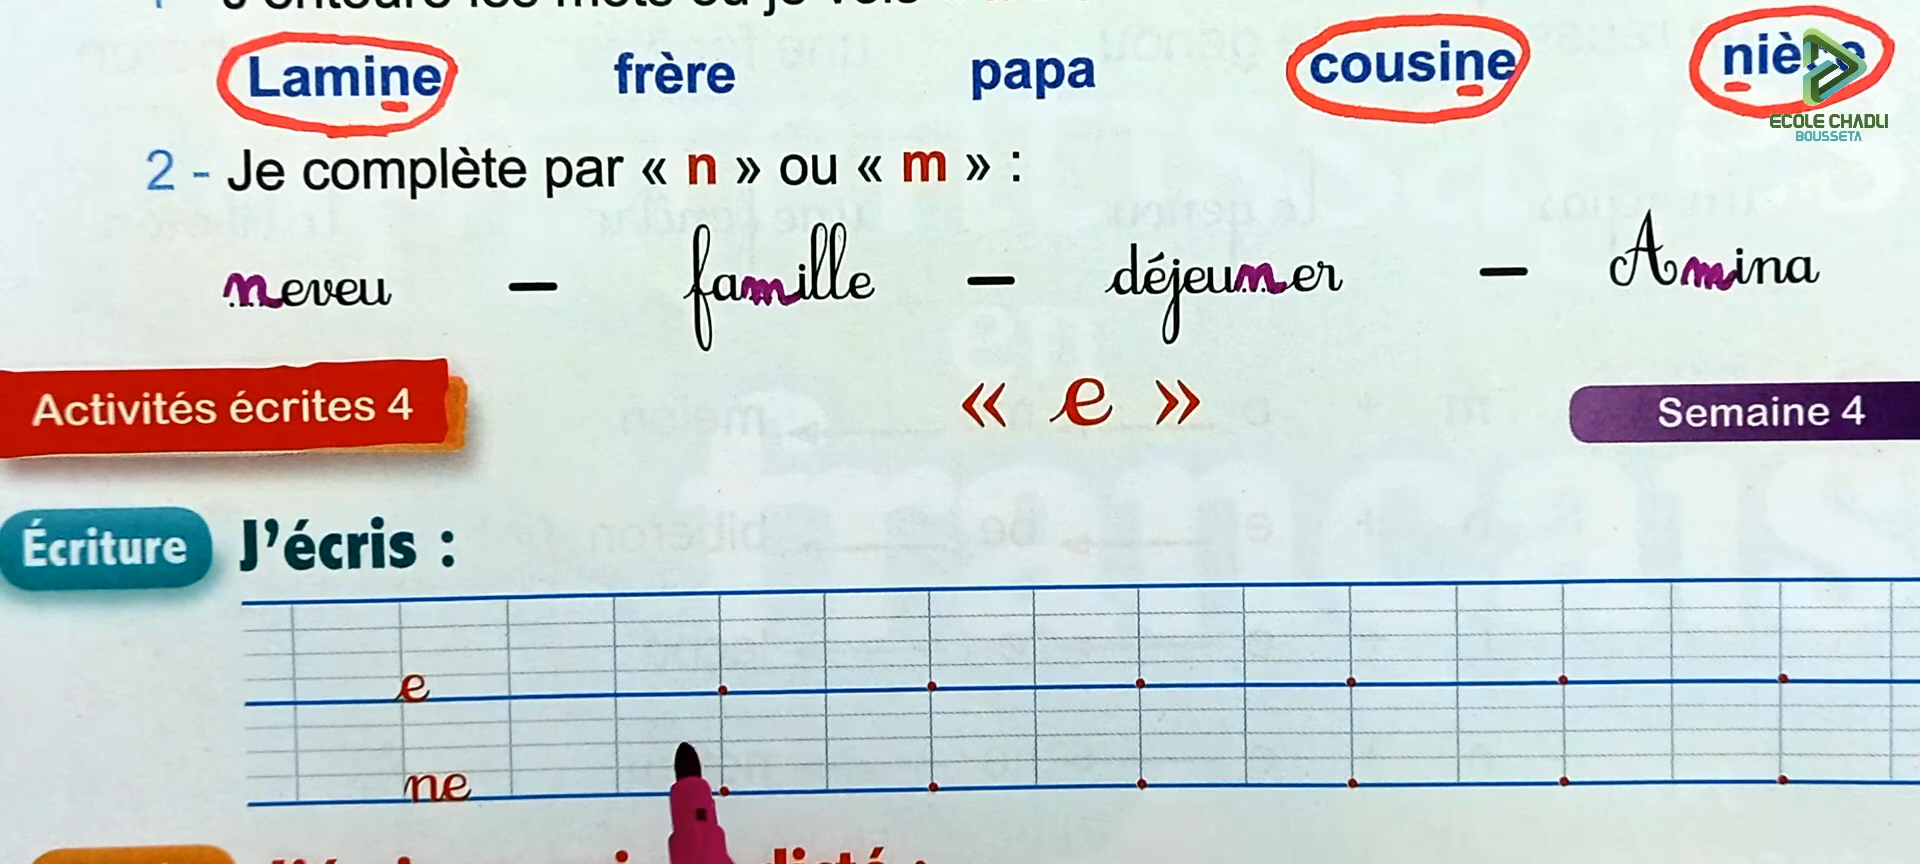 Lamine frère papa cousine nièce
ECOLE CHADLI
BOUSSETA
2 - Je complète par « n » ou « m » :
neveu – famille – déjeuner – Amina
Activités écrites 4 « e » Semaine 4
Écriture J'écris :
e
ne